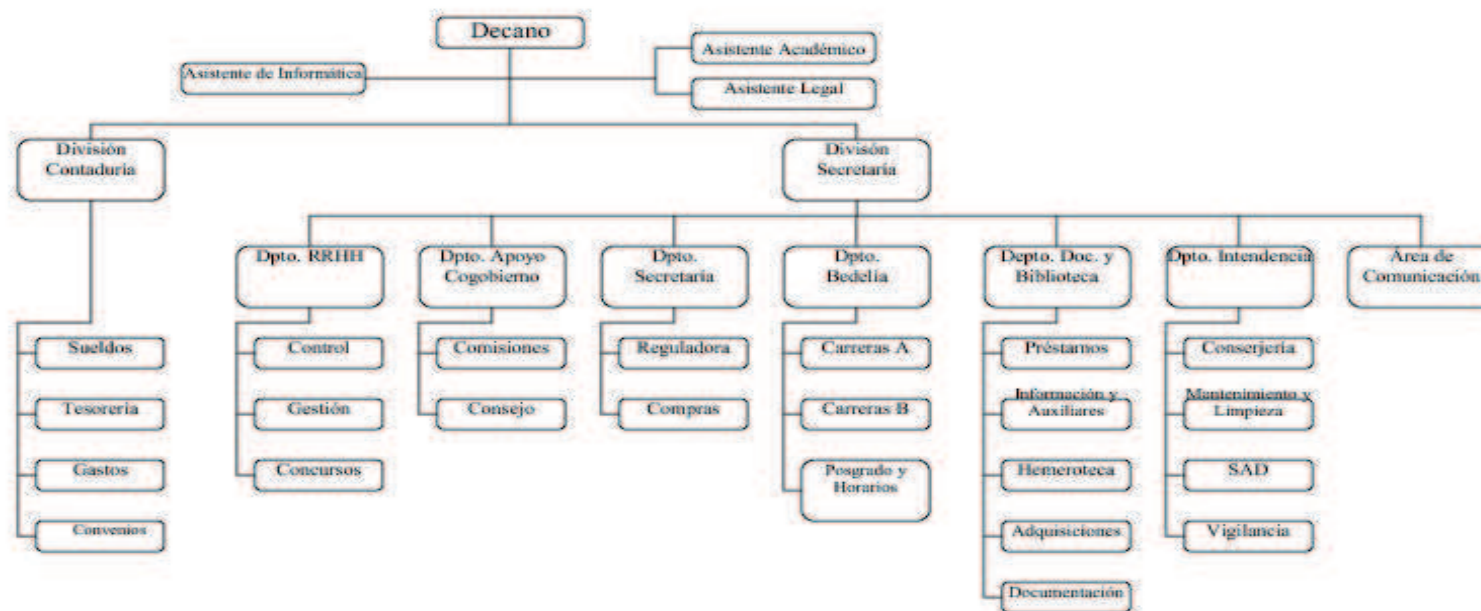 Decano
Asistente Académico
Asistente de Informática
Asistente Legal
División
Contaduría
Divisón
Secretaría
Dpto. RRHH
Dpto. Apoyo
Cogobierno
Dpto.
Secretaría
Dpto.
Bedelía
Depto. Doc. y
Biblioteca
Dpto. Intendencia
Área de
Comunicación
Sueldos
Control
Comisiones
Reguladora
Carreras A
Préstamos
Conserjería
Tesorería
Gestión
Consejo
Compras
Carreras B
Información y
Auxiliares
Mantenimiento y
Limpieza
Gastos
Concursos
Posgrado y
Horarios
Hemeroteca
SAD
Convenios
Adquisiciones
Vigilancia
Documentación